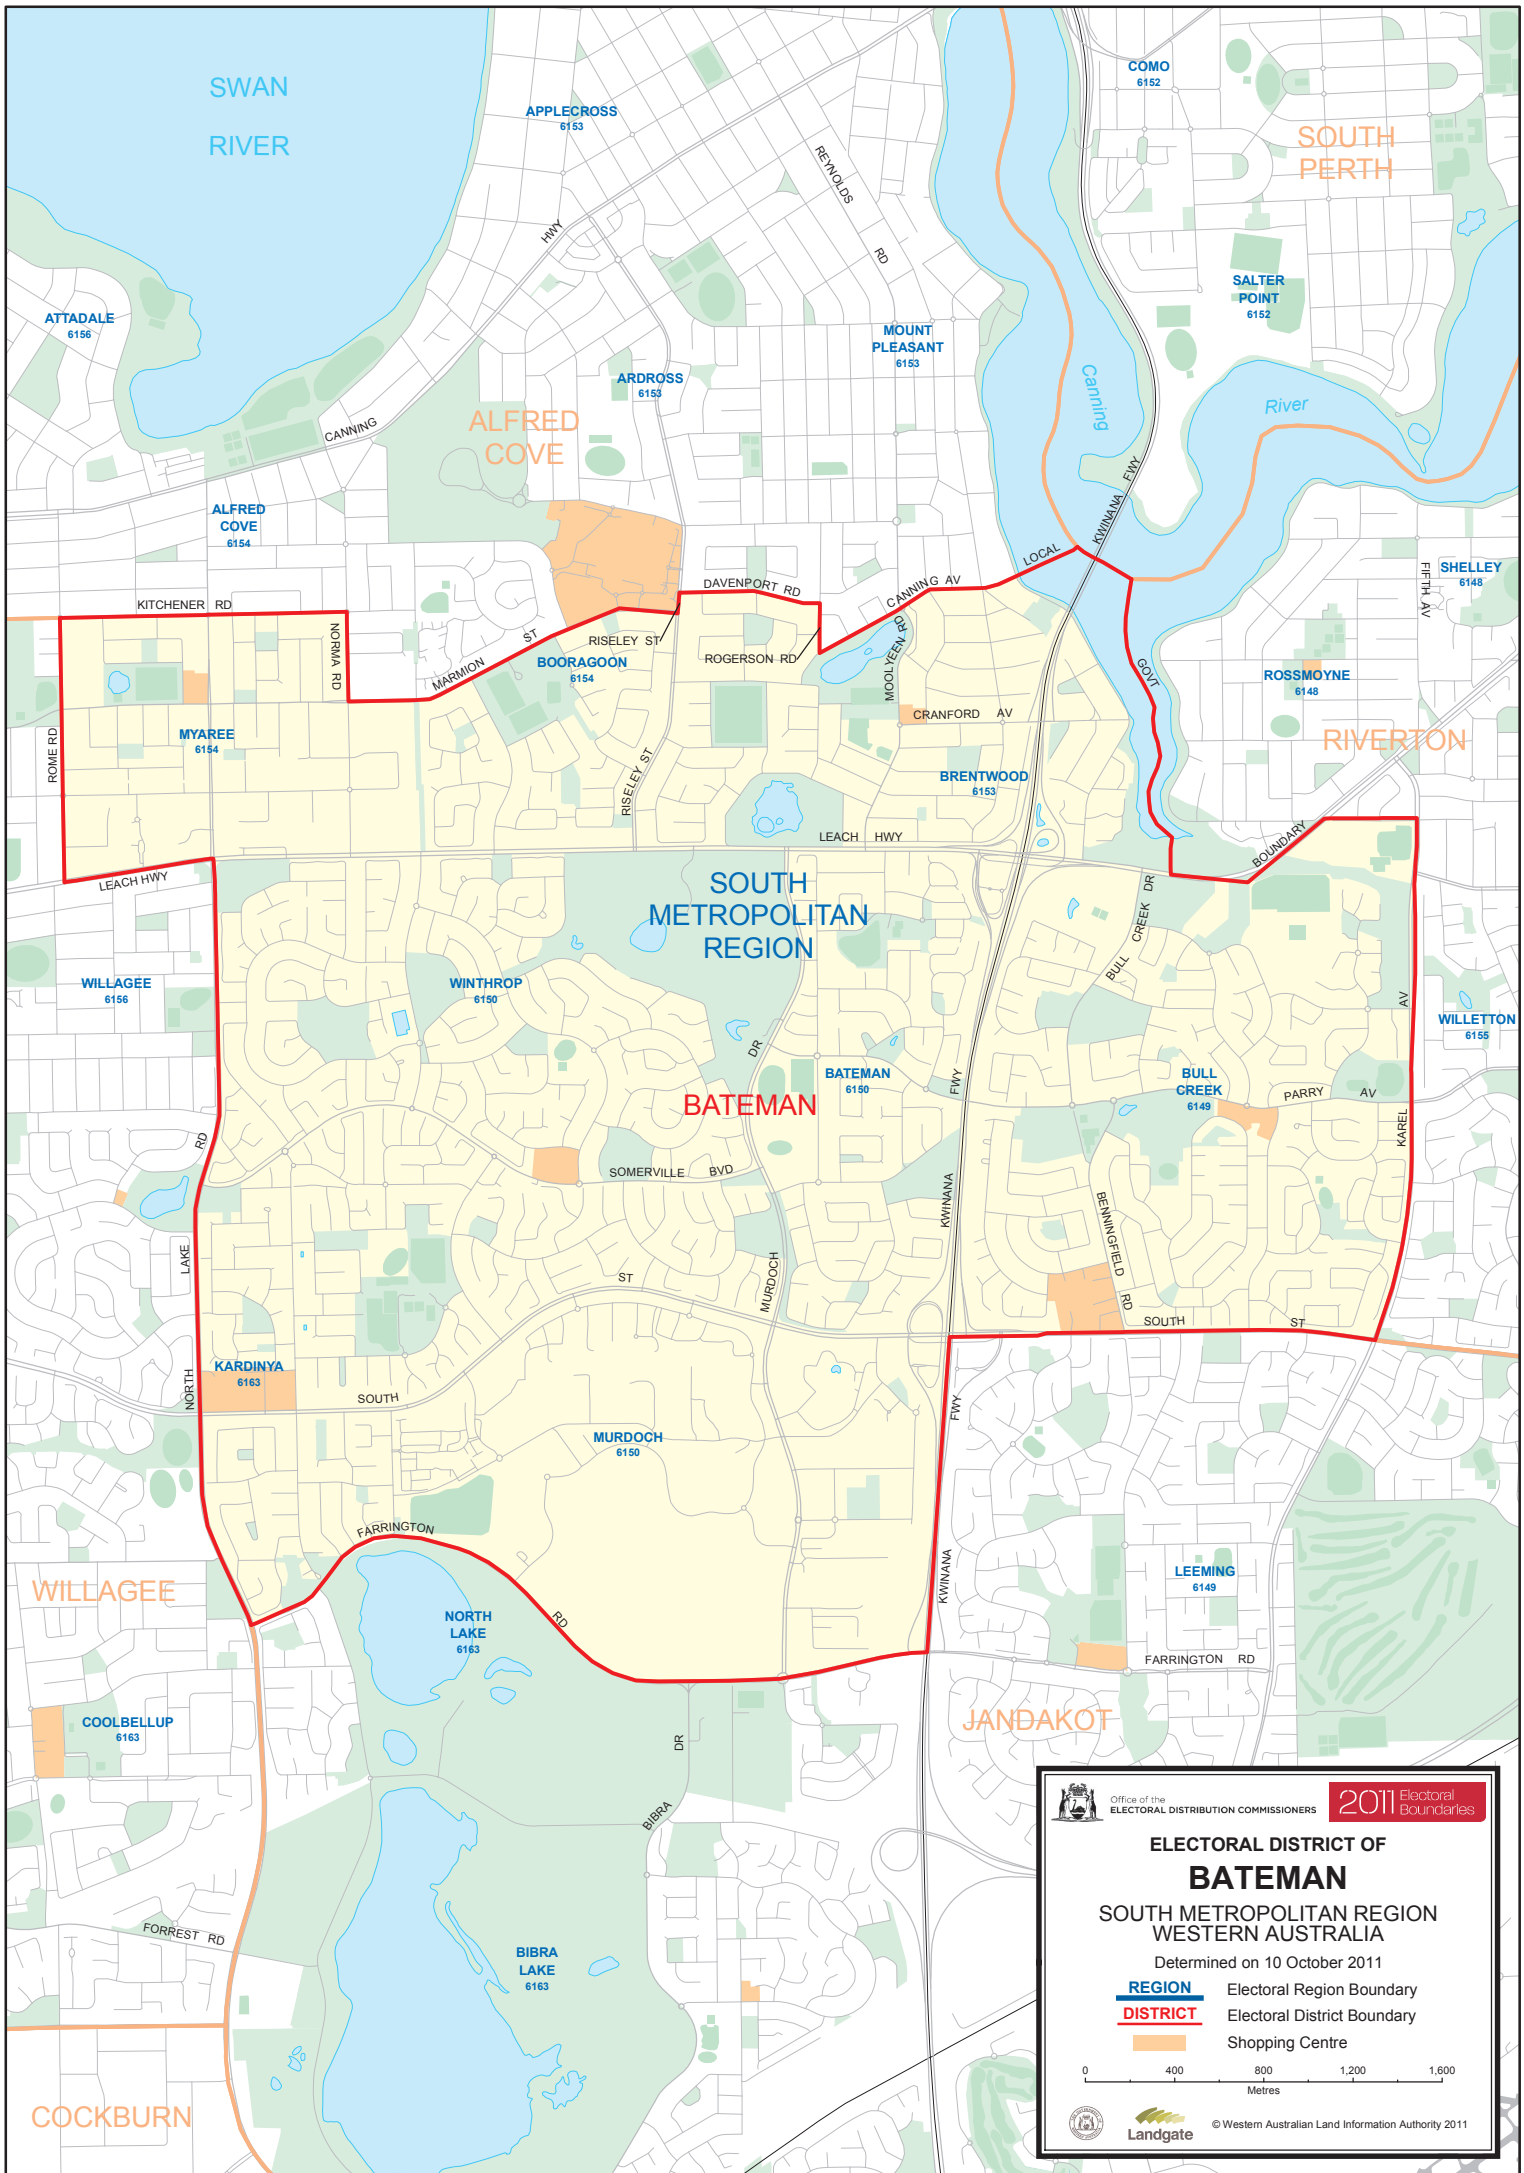 SWAN
RIVER
APPLECROSS
6153
COMO
6152
SOUTH
PERTH
REYNOLDS
RD
HWY
ATTADALE
6156
SALTER
POINT
6152
MOUNT
PLEASANT
6153
ARDROSS
6153
Canning
River
ALFRED
COVE
CANNING
KWINANA FWY
ALFRED
COVE
6154
LOCAL
SHELLEY
6148
FIFTH AV
KITCHENER RD
DAVENPORT RD
CANNING AV
NORMA RD
MARMION ST
RISELEY ST
ROGERSON RD
MOOLYEEN RD
BOORAGOON
6154
GOVT
ROSSMOYNE
6148
CRANFORD AV
MYAREE
6154
ROME RD
RISELEY ST
RIVERTON
BRENTWOOD
6153
LEACH HWY
BOUNDARY
LEACH HWY
SOUTH
METROPOLITAN
REGION
BULL CREEK DR
WILLAGEE
6156
WINTHROP
6150
AV
WILLETTON
6155
DR
BATEMAN
6150
FWY
BULL
CREEK
6149
PARRY AV
BATEMAN
KAREL
RD
SOMERVILLE BVD
KWINANA
BENNINGFIELD RD
LAKE
ST
MURDOCH
SOUTH ST
KARDINYA
6163
NORTH
SOUTH
FWY
MURDOCH
6150
FARRINGTON
KWINANA
WILLAGEE
LEEMING
6149
NORTH
LAKE
6163
RD
FARRINGTON RD
COOLBELLUP
6163
JANDAKOT
DR
BIBRA
FORREST RD
BIBRA
LAKE
6163
COCKBURN
Office of the
ELECTORAL DISTRIBUTION COMMISSIONERS
2011 Electoral
Boundaries
ELECTORAL DISTRICT OF
BATEMAN
SOUTH METROPOLITAN REGION
WESTERN AUSTRALIA
Determined on 10 October 2011
REGION Electoral Region Boundary
DISTRICT Electoral District Boundary
Shopping Centre
0 400 800 1,200 1,600
Metres
Landgate
© Western Australian Land Information Authority 2011